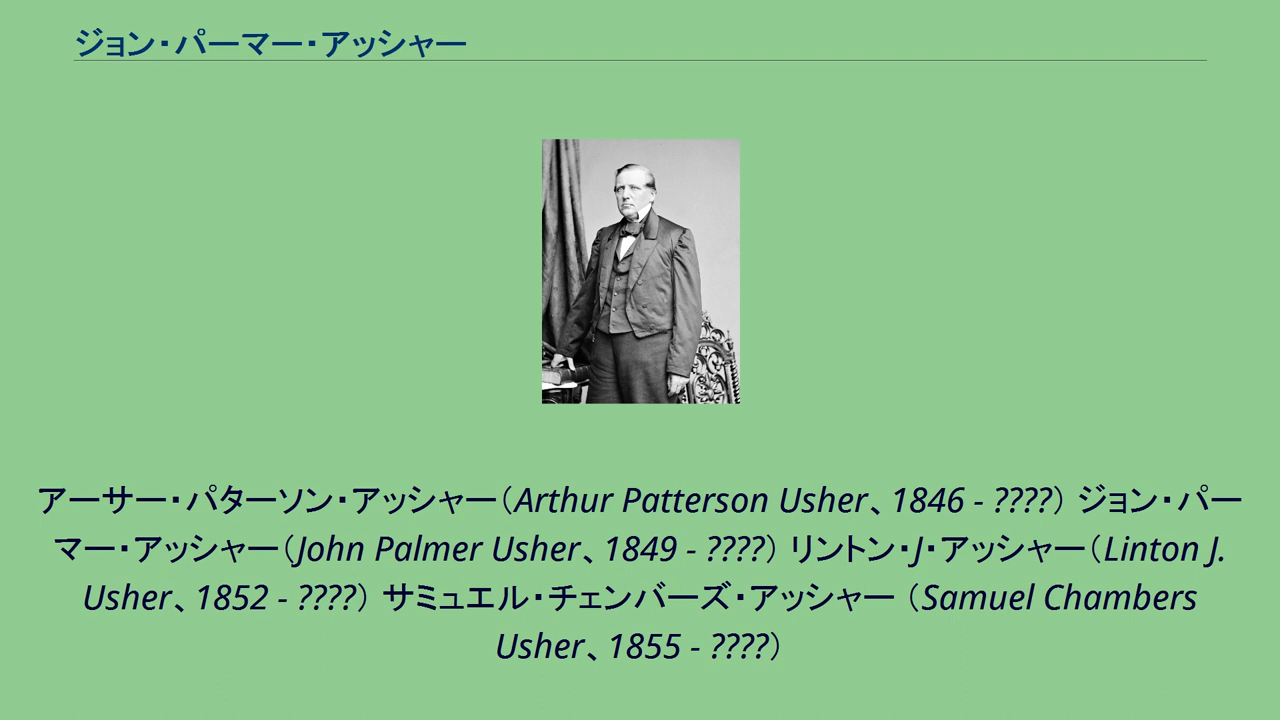 ジョン・パーマー・アッシャー
アーサー・パターソン・アッシャー（Arthur Patterson Usher、1846 - ????） ジョン・パー
マー・アッシャー（John Palmer Usher、1849 - ????） リントン・J・アッシャー（Linton J.
Usher、1852 - ????） サミュエル・チェンバーズ・アッシャー （Samuel Chambers
Usher、1855 - ????）